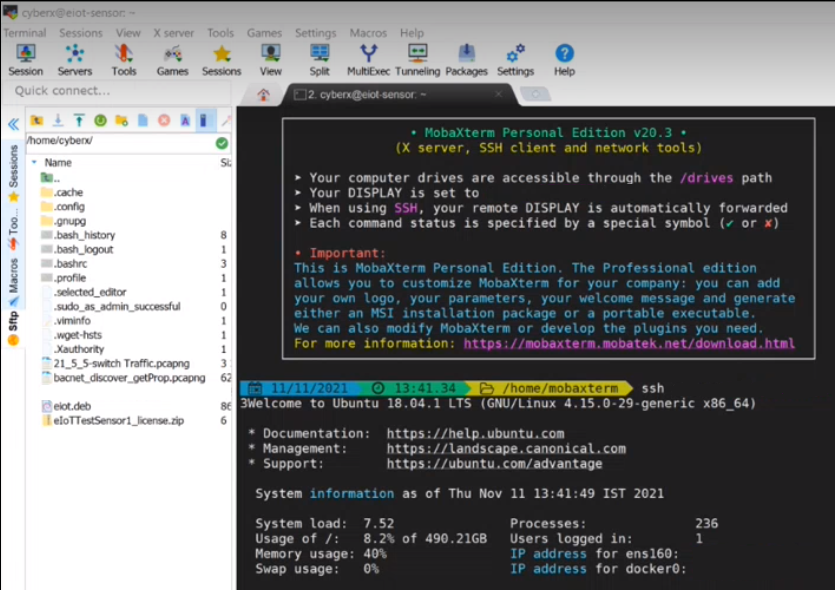 cyberx@eiot-sensor: ~
Terminal Sessions View X server Tools Games Settings Macros Help
Session Servers Tools Games Sessions View Split MultiExec Tunneling Packages Settings Help
Quick connect...
2. cyberx@eiot-sensor: ~
/home/cyberx/
Name Si
..
.cache
.config
.gnupg
.bash_history 8
.bash_logout 1
.bashrc 3
.profile 1
.selected_editor 1
.sudo_as_admin_successful 0
.viminfo 1
.wget-hsts 1
.Xauthority 1
21_5_5-switch Traffic.pcapng 3
bacnet_discover_getProp.pcapng 62
eiot.deb 86
eIoTTestSensor1_license.zip 6
Sessions
Too...
Macros
Sftp
• MobaXterm Personal Edition v20.3 •
(X server, SSH client and network tools)
➤ Your computer drives are accessible through the /drives path
➤ Your DISPLAY is set to
➤ When using SSH, your remote DISPLAY is automatically forwarded
➤ Each command status is specified by a special symbol (✔ or ✘)
• Important:
This is MobaXterm Personal Edition. The Professional edition
allows you to customize MobaXterm for your company: you can add
your own logo, your parameters, your welcome message and generate
either an MSI installation package or a portable executable.
We can also modify MobaXterm or develop the plugins you need.
For more information: https://mobaxterm.mobatek.net/download.html
11/11/2021 13:41.34 /home/mobaxterm ssh
3Welcome to Ubuntu 18.04.1 LTS (GNU/Linux 4.15.0-29-generic x86_64)
* Documentation: https://help.ubuntu.com
* Management: https://landscape.canonical.com
* Support: https://ubuntu.com/advantage
System information as of Thu Nov 11 13:41:49 IST 2021
System load: 7.52 Processes: 236
Usage of /: 8.2% of 490.21GB Users logged in: 1
Memory usage: 40% IP address for ens160:
Swap usage: 0% IP address for docker0: